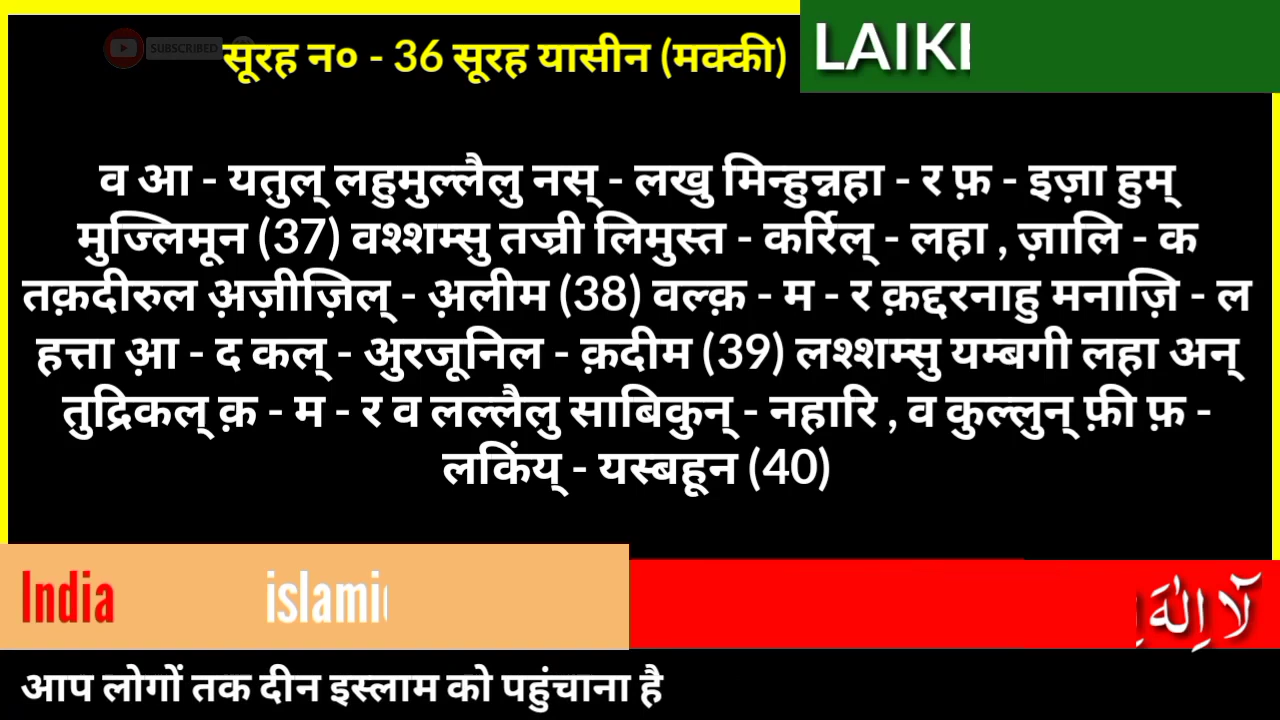 SUBSCRIBED
सूरह न० - 36 सूरह यासीन (मक्की)
LAIK
व आ - यतुल् लहुमुल्लैलु नस् - लखु मिन्हुन्नहा - र फ़ - इज़ा हुम्
मुज्लिमून (37) वश्शम्सु तज्री लिमुस्त - कर्रिल् - लहा , ज़ालि - क
तक़दीरुल अ़ज़ीज़िल् - अ़लीम (38) वल्क़ - म - र क़द्दरनाहु मनाज़ि - ल
हत्ता आ़ - द कल् - अुरजूनिल - क़दीम (39) लश्शम्सु यम्बगी लहा अन्
तुद्रिकल् क़ - म - र व लल्लैलु साबिकुन् - नहारि , व कुल्लुन् फ़ी फ़ -
लकिंय् - यस्बहून (40)
India islami
لَآ اِلٰهَ
आप लोगों तक दीन इस्लाम को पहुंचाना है